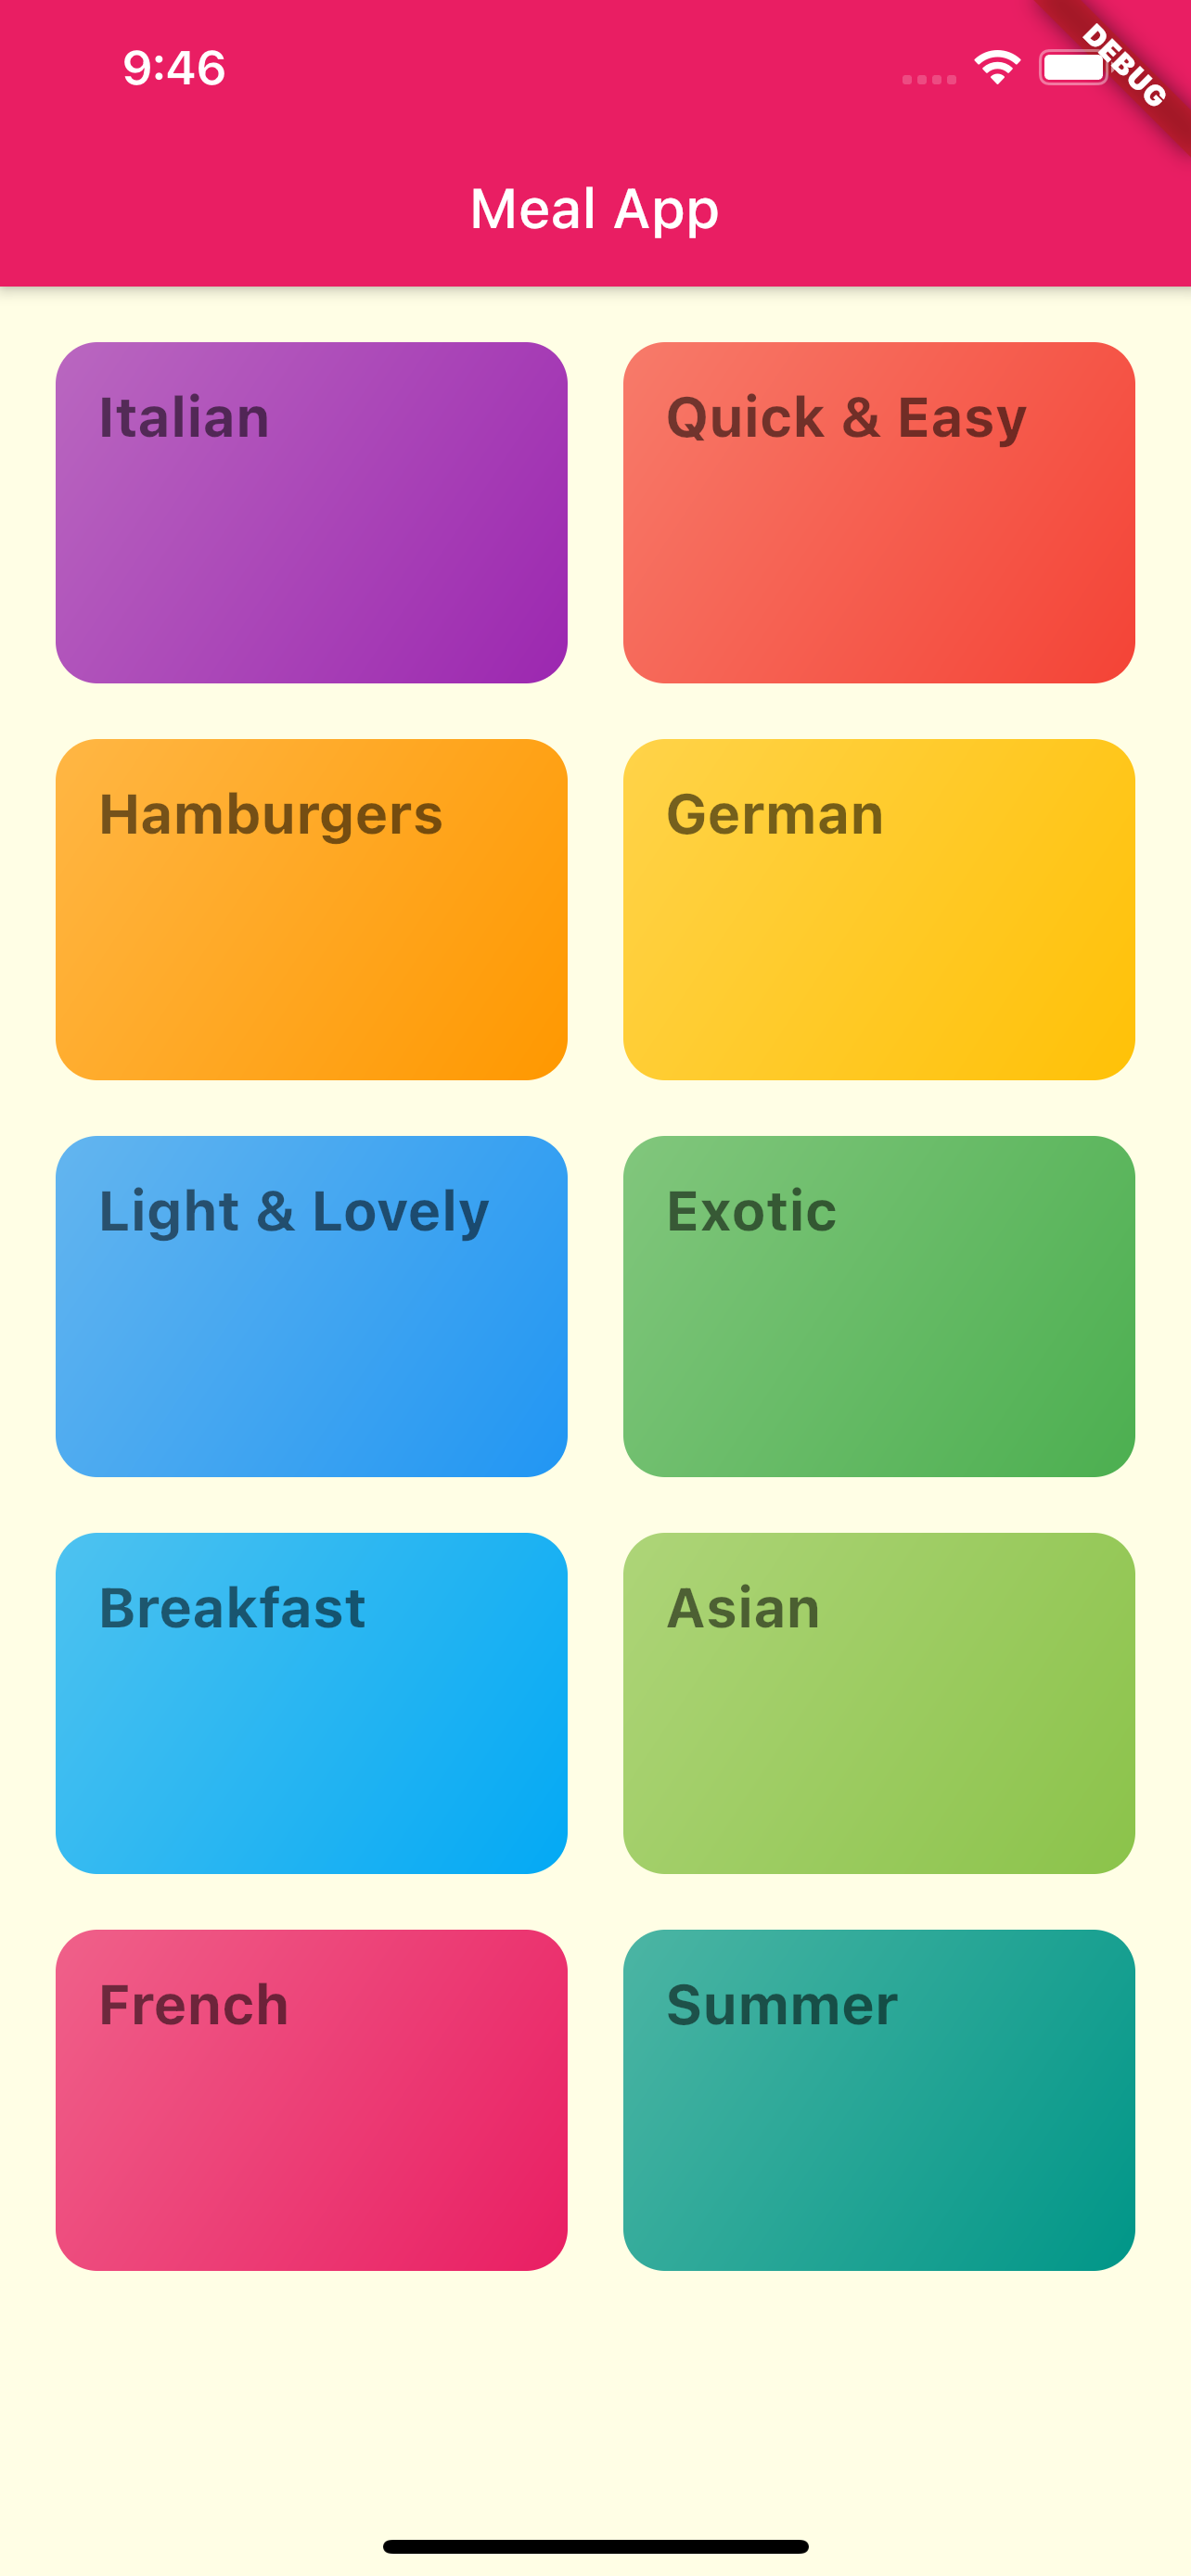 9:46
DEBUG
Meal App
Italian
Quick & Easy
Hamburgers
German
Light & Lovely
Exotic
Breakfast
Asian
French
Summer